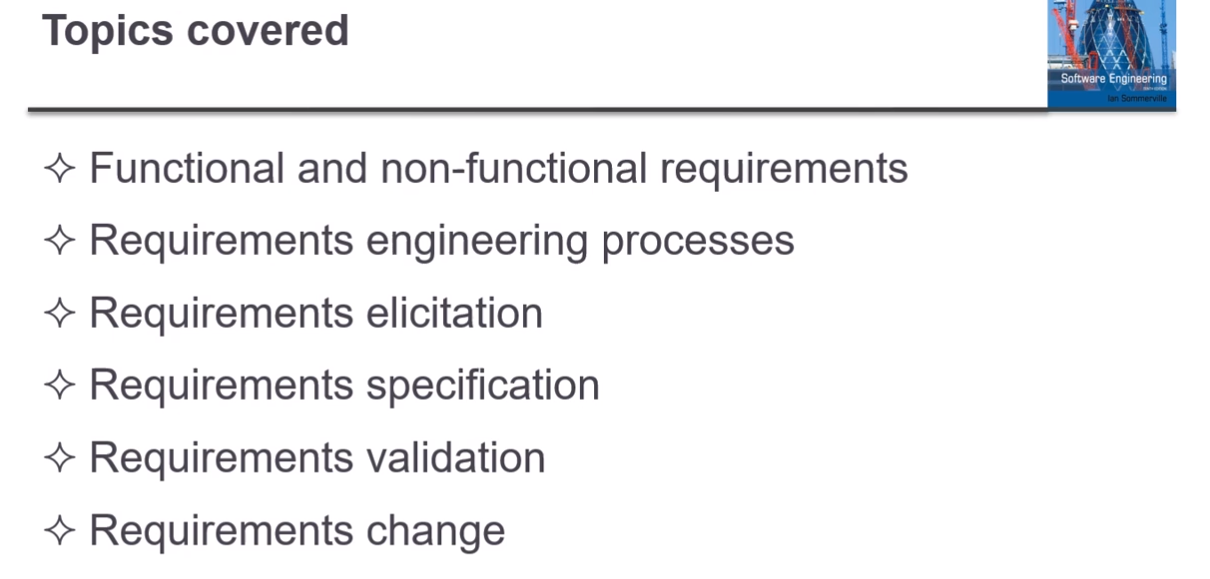 Topics covered
Software Engineering
Ian Sommerville
✧ Functional and non-functional requirements
✧ Requirements engineering processes
✧ Requirements elicitation
✧ Requirements specification
✧ Requirements validation
✧ Requirements change